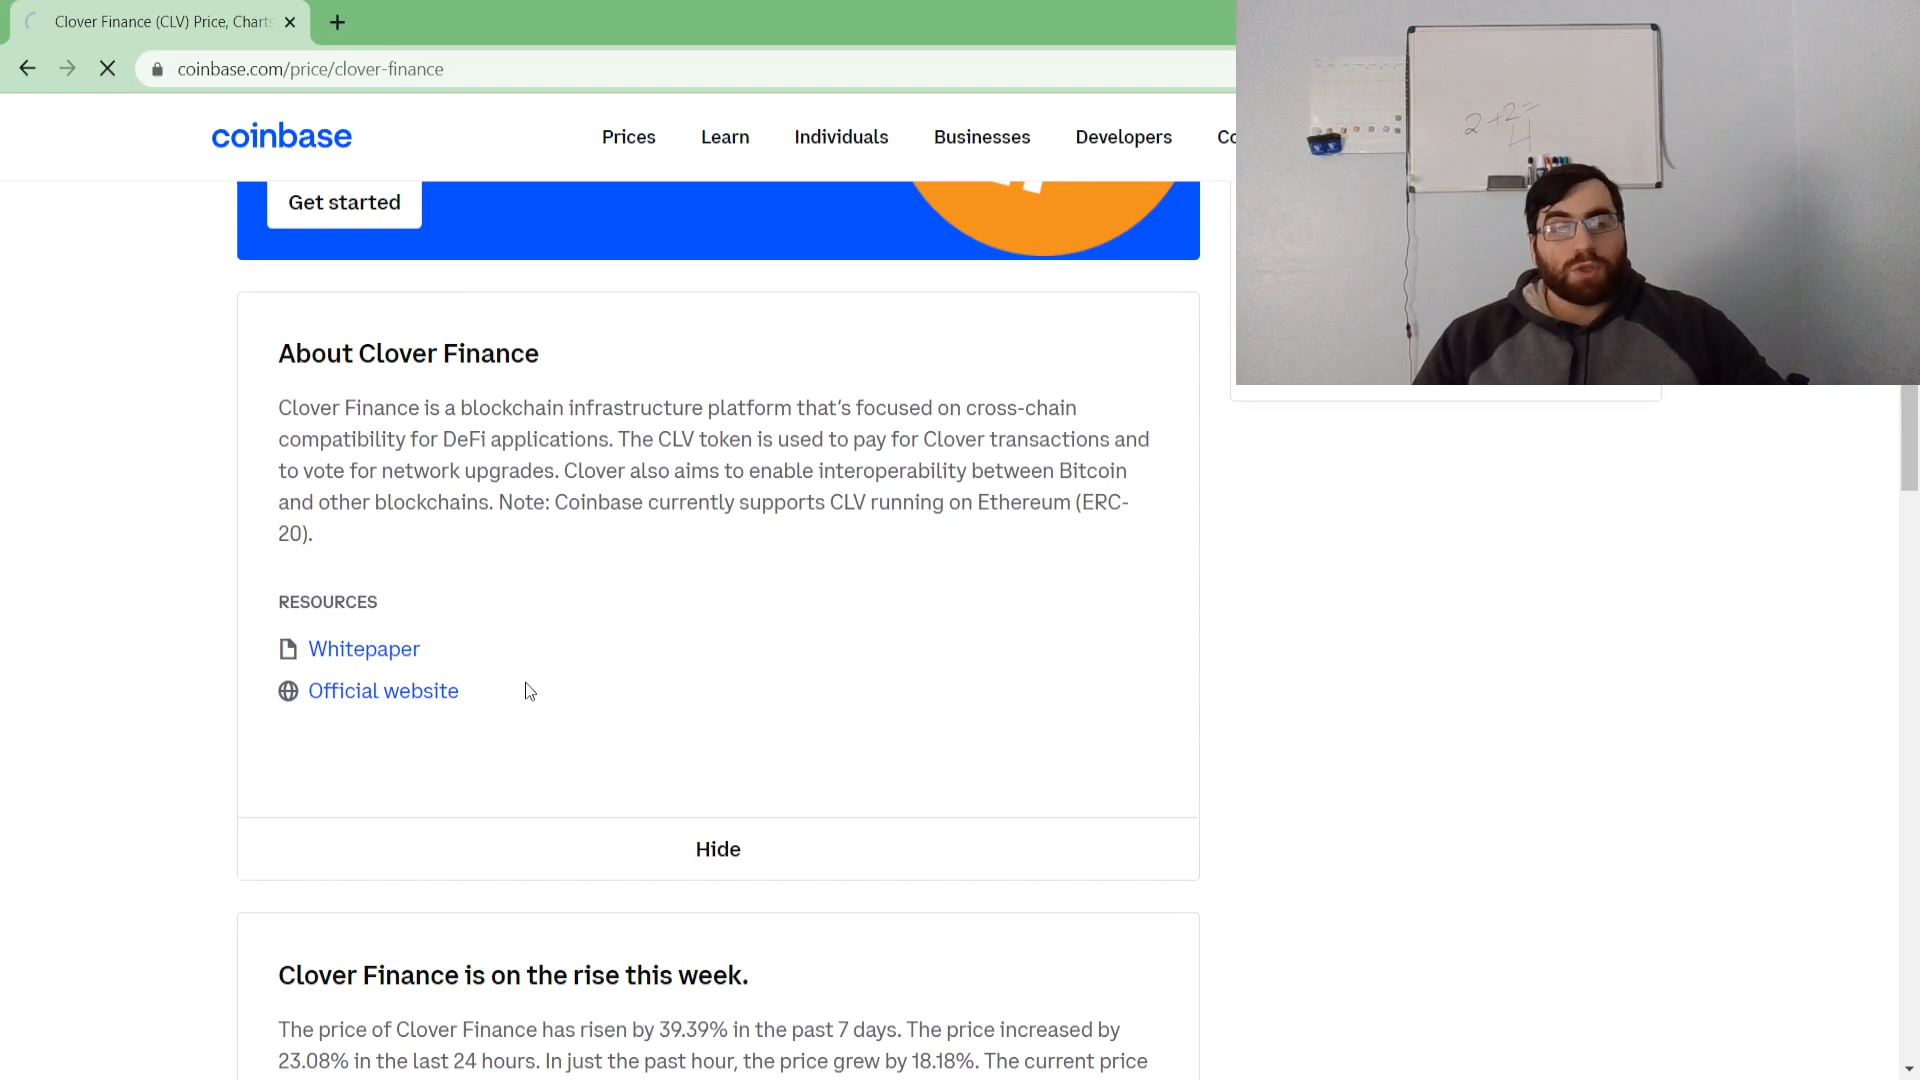 Clover Finance (CLV) Price, Charts
coinbase.com/price/clover-finance
coinbase
Prices
Learn
Individuals
Businesses
Developers
Co
Get started
2+2=
4
About Clover Finance
Clover Finance is a blockchain infrastructure platform that's focused on cross-chain
compatibility for DeFi applications. The CLV token is used to pay for Clover transactions and
to vote for network upgrades. Clover also aims to enable interoperability between Bitcoin
and other blockchains. Note: Coinbase currently supports CLV running on Ethereum (ERC-
20).
RESOURCES
Whitepaper
Official website
Hide
Clover Finance is on the rise this week.
The price of Clover Finance has risen by 39.39% in the past 7 days. The price increased by
23.08% in the last 24 hours. In just the past hour, the price grew by 18.18%. The current price